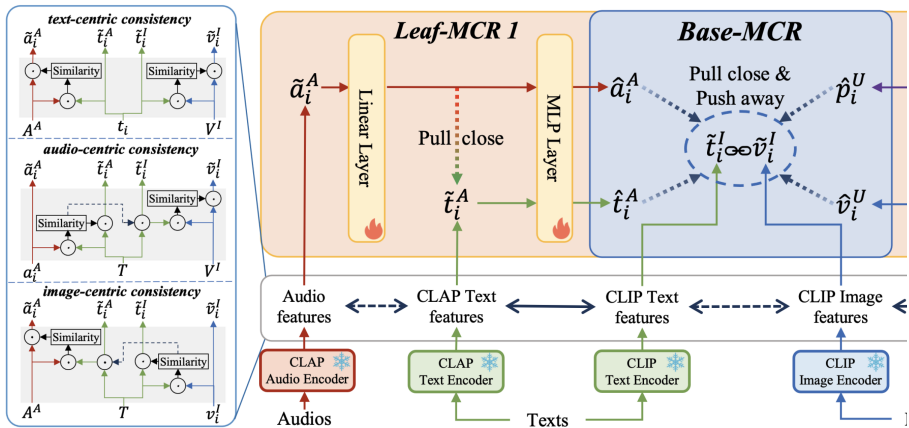 text-centric consistency
ã_i^A t̃_i^A t̃_i^I ṽ_i^I
Similarity Similarity
A^A t_i V^I
audio-centric consistency
ã_i^A t̃_i^A t̃_i^I ṽ_i^I
Similarity
Similarity
a_i^A T V^I
image-centric consistency
ã_i^A t̃_i^A t̃_i^I ṽ_i^I
Similarity
Similarity
A^A T v_i^I
Leaf-MCR 1
Base-MCR
ã_i^A
Linear Layer
Pull close
t̃_i^A
MLP Layer
â_i^A
t̂_i^A
Pull close &
Push away
t̃_i^I ṽ_i^I
p̂_i^U
v̂_i^U
Audio
features
CLAP Text
features
CLIP Text
features
CLIP Image
features
CLAP
Audio Encoder
CLAP
Text Encoder
CLIP
Text Encoder
CLIP
Image Encoder
Audios
Texts